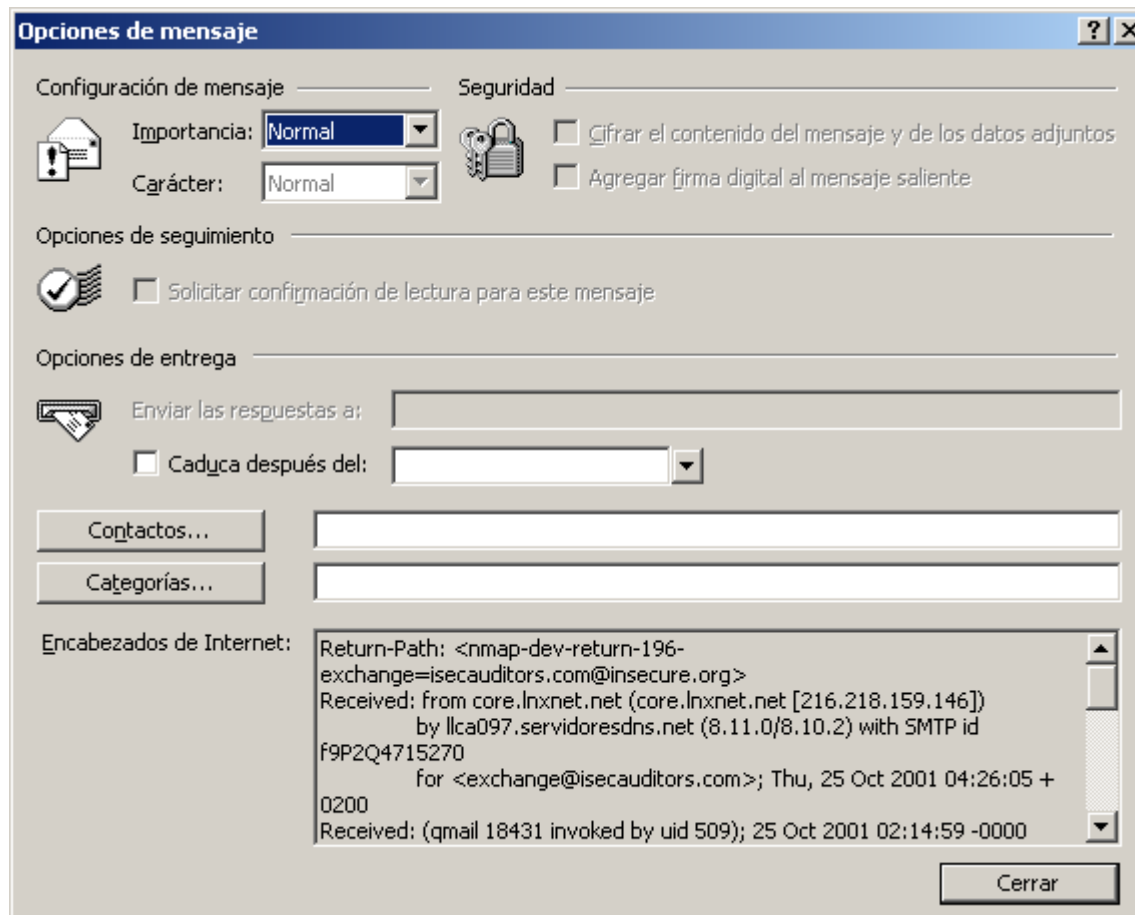 Opciones de mensaje
Configuración de mensaje
Seguridad
Importancia: Normal
Cifrar el contenido del mensaje y de los datos adjuntos
Carácter: Normal
Agregar firma digital al mensaje saliente
Opciones de seguimiento
Solicitar confirmación de lectura para este mensaje
Opciones de entrega
Enviar las respuestas a:
Caduca después del:
Contactos...
Categorías...
Encabezados de Internet:
Return-Path: <nmap-dev-return-196-
exchange=isecauditors.com@insecure.org>
Received: from core.lnxnet.net (core.lnxnet.net [216.218.159.146])
by llca097.servidoresdns.net (8.11.0/8.10.2) with SMTP id
f9P2Q4715270
for <exchange@isecauditors.com>; Thu, 25 Oct 2001 04:26:05 +
0200
Received: (qmail 18431 invoked by uid 509); 25 Oct 2001 02:14:59 -0000
Cerrar